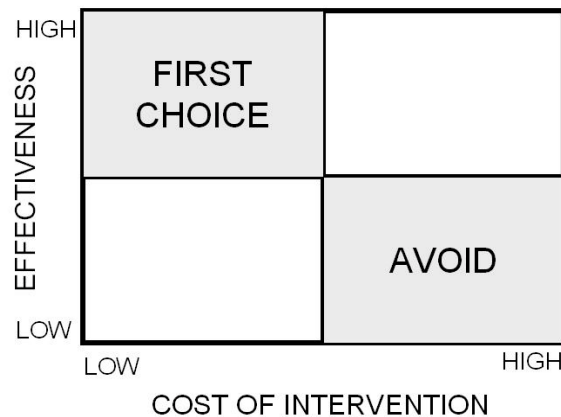 HIGH
FIRST
CHOICE
EFFECTIVENESS
AVOID
LOW
LOW
HIGH
COST OF INTERVENTION